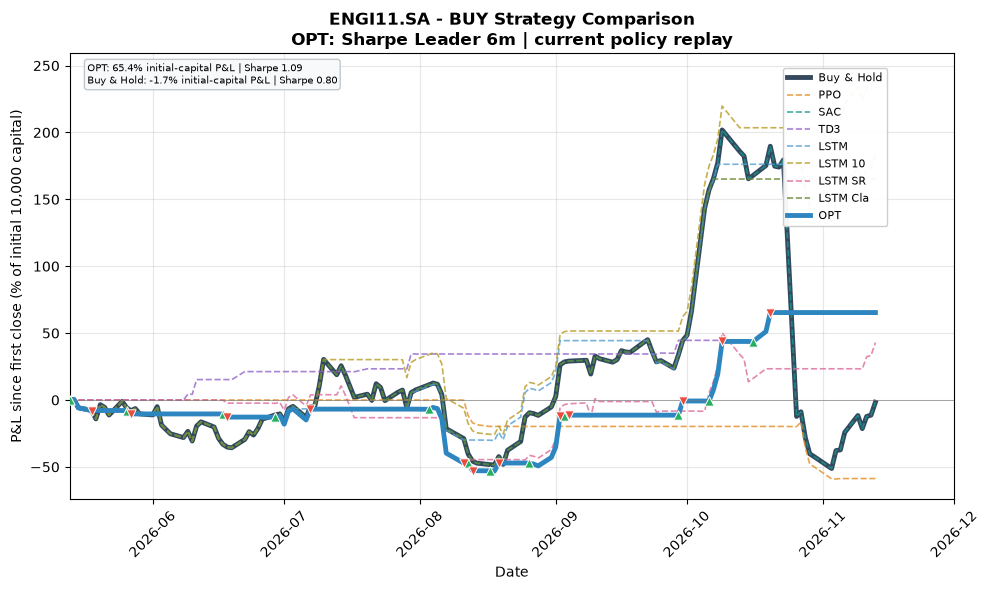 ENGI11.SA - BUY Strategy Comparison
OPT: Sharpe Leader 6m | current policy replay
OPT: 65.4% initial-capital P&L | Sharpe 1.09
Buy & Hold: -1.7% initial-capital P&L | Sharpe 0.80
Buy & Hold
PPO
SAC
TD3
LSTM
LSTM 10
LSTM SR
LSTM Cla
OPT
P&L since first close (% of initial 10,000 capital)
250
200
150
100
50
0
−50
2026-06
2026-07
2026-08
2026-09
2026-10
2026-11
2026-12
Date